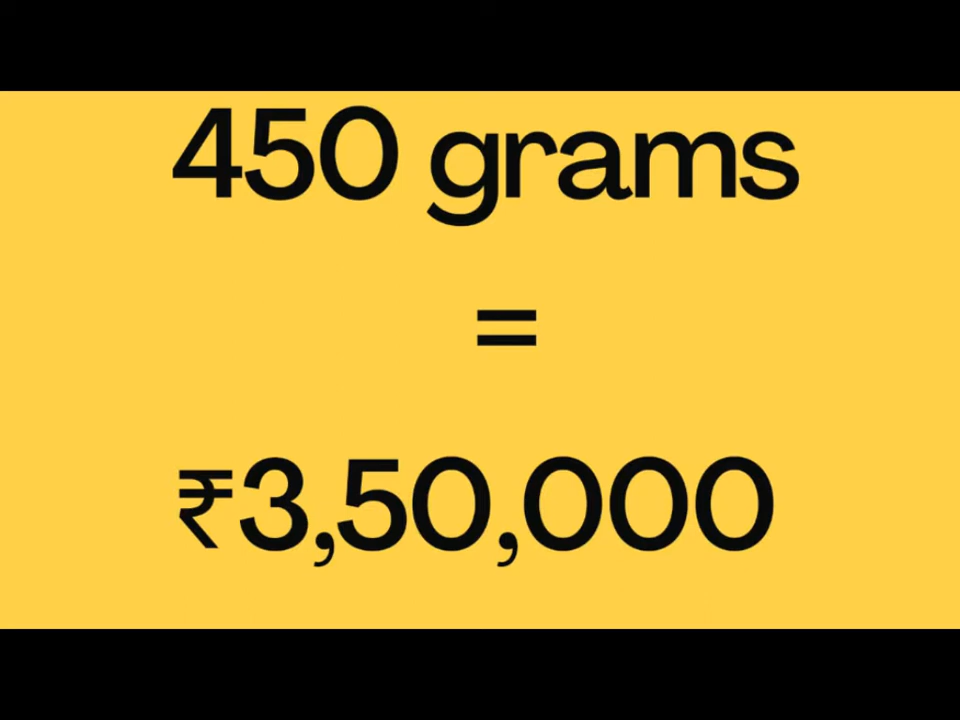 450 grams
=
₹3,50,000